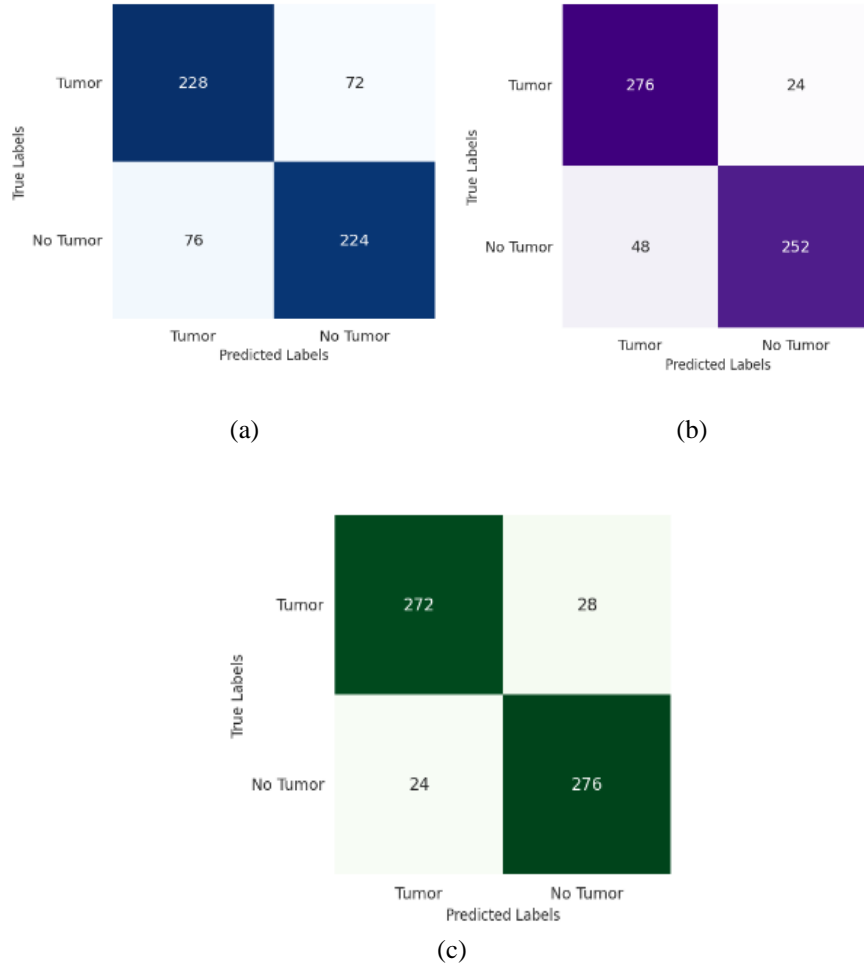 True Labels
Tumor
228
72
No Tumor
76
224
Tumor
No Tumor
Predicted Labels
(a)
True Labels
Tumor
276
24
No Tumor
48
252
Tumor
No Tumor
Predicted Labels
(b)
True Labels
Tumor
272
28
No Tumor
24
276
Tumor
No Tumor
Predicted Labels
(c)